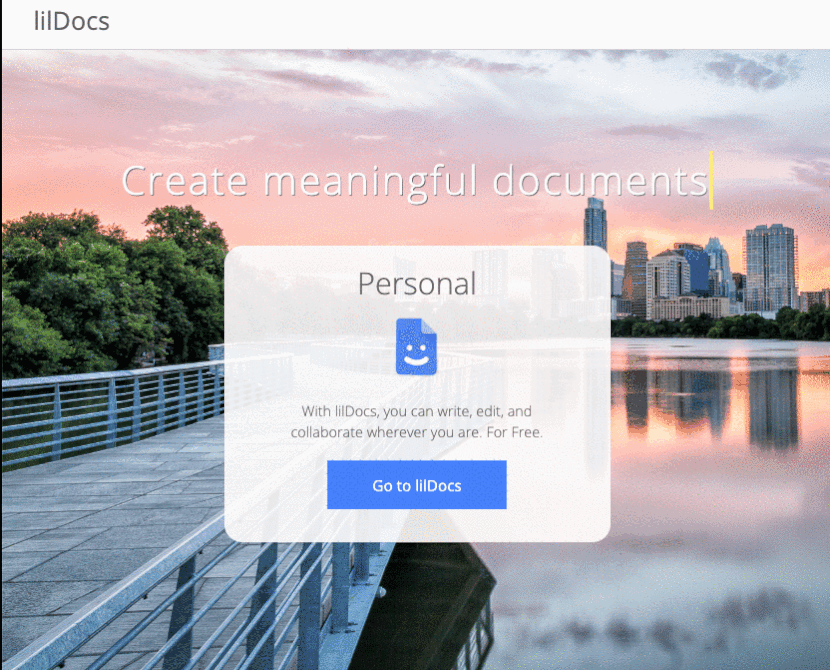 lilDocs
Create meaningful documents
Personal
With lilDocs, you can write, edit, and
collaborate wherever you are. For Free.
Go to lilDocs